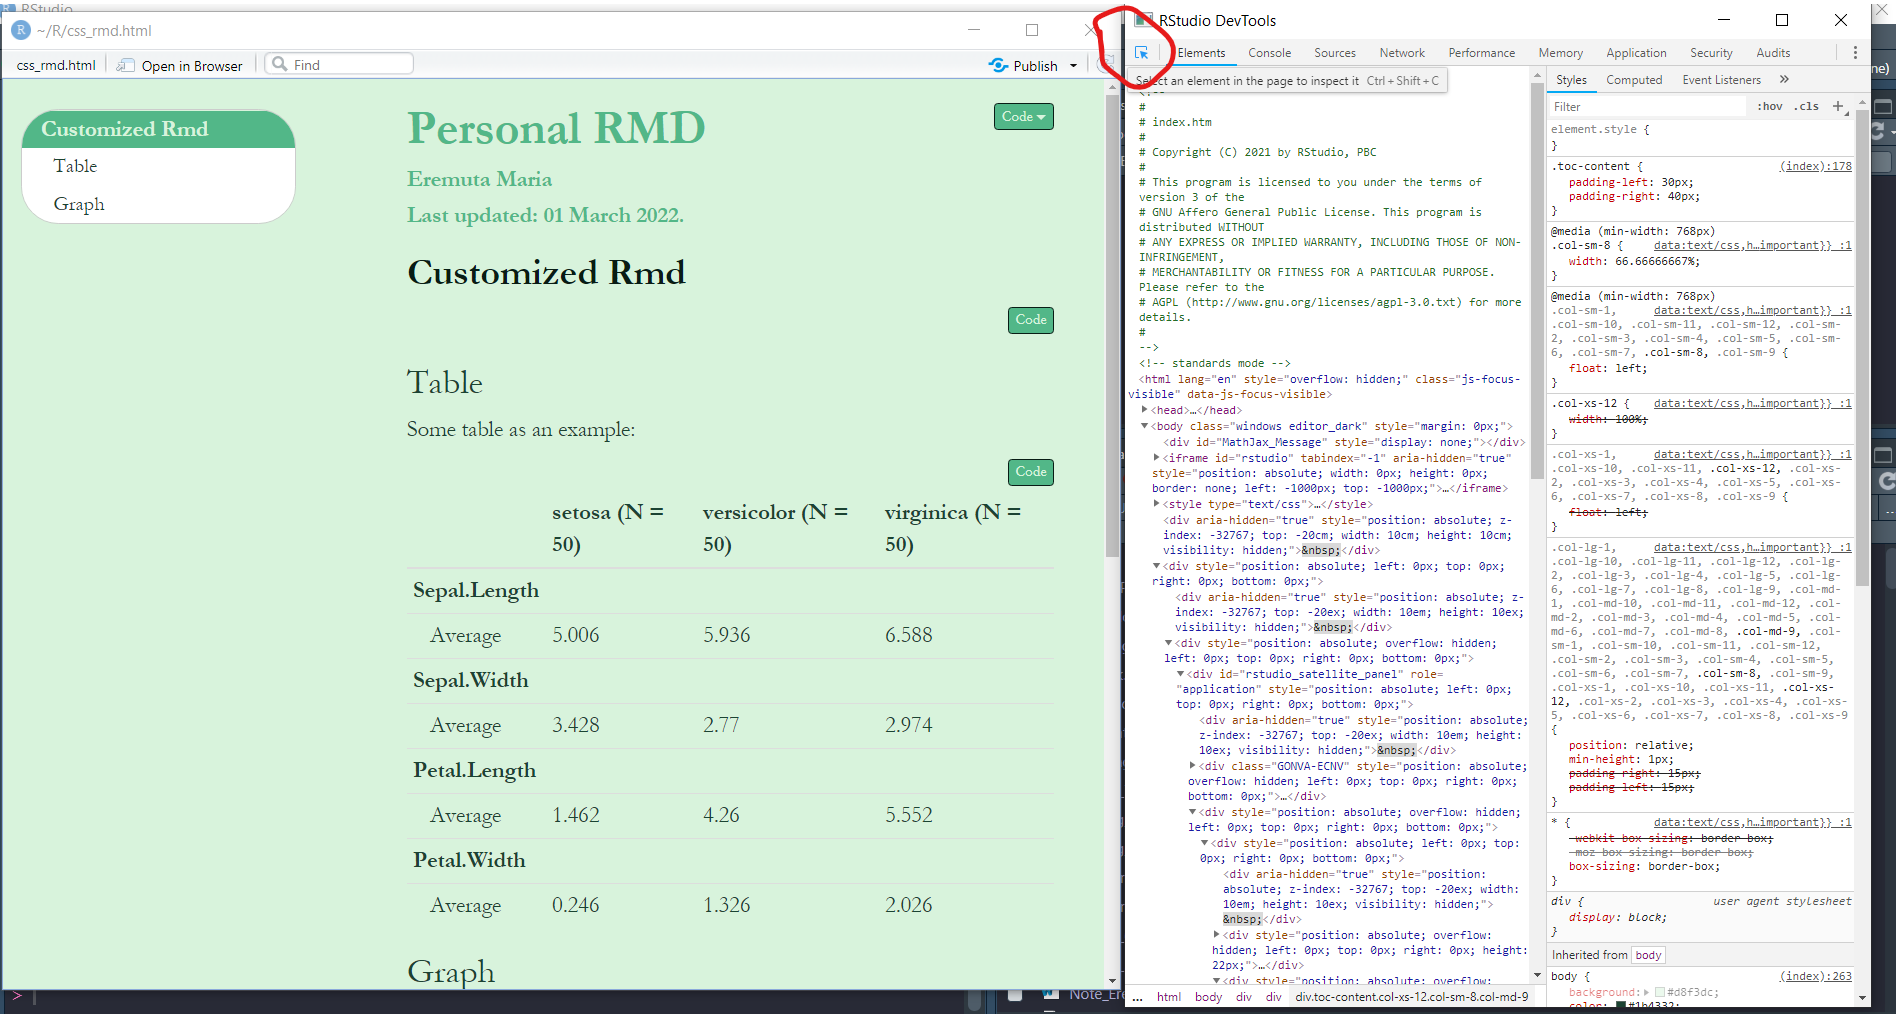 RStudio
~/R/css_rmd.html
css_rmd.html
Open in Browser
Find
Publish
Customized Rmd
Table
Graph
Personal RMD
Code
Eremuta Maria
Last updated: 01 March 2022.
Customized Rmd
Code
Table
Some table as an example:
Code
setosa (N = 50) versicolor (N = 50) virginica (N = 50)
Sepal.Length
Average 5.006 5.936 6.588
Sepal.Width
Average 3.428 2.77 2.974
Petal.Length
Average 1.462 4.26 5.552
Petal.Width
Average 0.246 1.326 2.026
Graph
>
Note_Ere
RStudio DevTools
Elements Console Sources Network Performance Memory Application Security Audits
Select an element in the page to inspect it Ctrl + Shift + C
#
# index.htm
#
# Copyright (C) 2021 by RStudio, PBC
#
# This program is licensed to you under the terms of
version 3 of the
# GNU Affero General Public License. This program is
distributed WITHOUT
# ANY EXPRESS OR IMPLIED WARRANTY, INCLUDING THOSE OF NON-
INFRINGEMENT,
# MERCHANTABILITY OR FITNESS FOR A PARTICULAR PURPOSE.
Please refer to the
# AGPL (http://www.gnu.org/licenses/agpl-3.0.txt) for more
details.
#
-->
<!-- standards mode -->
<html lang="en" style="overflow: hidden;" class="js-focus-
visible" data-js-focus-visible>
<head>…</head>
<body class="windows editor_dark" style="margin: 0px;">
<div id="MathJax_Message" style="display: none;"></div>
<iframe id="rstudio" tabindex="-1" aria-hidden="true"
style="position: absolute; width: 0px; height: 0px;
border: none; left: -1000px; top: -1000px;">…</iframe>
<style type="text/css">…</style>
<div aria-hidden="true" style="position: absolute; z-
index: -32767; top: -20cm; width: 10cm; height: 10cm;
visibility: hidden;">&nbsp;</div>
<div style="position: absolute; left: 0px; top: 0px;
right: 0px; bottom: 0px;">
<div aria-hidden="true" style="position: absolute; z-
index: -32767; top: -20ex; width: 10em; height: 10ex;
visibility: hidden;">&nbsp;</div>
<div style="position: absolute; overflow: hidden;
left: 0px; top: 0px; right: 0px; bottom: 0px;">
<div id="rstudio_satellite_panel" role=
"application" style="position: absolute; left: 0px;
top: 0px; right: 0px; bottom: 0px;">
<div aria-hidden="true" style="position: absolute;
z-index: -32767; top: -20ex; width: 10em; height:
10ex; visibility: hidden;">&nbsp;</div>
<div class="GONVA-ECNV" style="position: absolute;
overflow: hidden; left: 0px; top: 0px; right: 0px;
bottom: 0px;">…</div>
<div style="position: absolute; overflow: hidden;
left: 0px; top: 0px; right: 0px; bottom: 0px;">
<div style="position: absolute; left: 0px; top:
0px; right: 0px; bottom: 0px;">
<div aria-hidden="true" style="position:
absolute; z-index: -32767; top: -20ex; width:
10em; height: 10ex; visibility: hidden;">
&nbsp;</div>
<div style="position: absolute; overflow:
hidden; left: 0px; top: 0px; right: 0px; height:
22px;">…</div>
<div style="position: absolute; overflow:
... html body div div div.toc-content.col-xs-12.col-sm-8.col-md-9
Styles Computed Event Listeners »
Filter :hov .cls +
element.style {
}
.toc-content { (index):178
padding-left: 30px;
padding-right: 40px;
}
@media (min-width: 768px)
.col-sm-8 { data:text/css,h…important}} :1
width: 66.66666667%;
}
@media (min-width: 768px)
.col-sm-1, data:text/css,h…important}} :1
.col-sm-10, .col-sm-11, .col-sm-12, .col-sm-
2, .col-sm-3, .col-sm-4, .col-sm-5, .col-sm-
6, .col-sm-7, .col-sm-8, .col-sm-9 {
float: left;
}
.col-xs-12 { data:text/css,h…important}} :1
width: 100%;
}
.col-xs-1, data:text/css,h…important}} :1
.col-xs-10, .col-xs-11, .col-xs-12, .col-xs-
2, .col-xs-3, .col-xs-4, .col-xs-5, .col-xs-
6, .col-xs-7, .col-xs-8, .col-xs-9 {
float: left;
}
.col-lg-1, data:text/css,h…important}} :1
.col-lg-10, .col-lg-11, .col-lg-12, .col-lg-
2, .col-lg-3, .col-lg-4, .col-lg-5, .col-lg-
6, .col-lg-7, .col-lg-8, .col-lg-9, .col-md-
1, .col-md-10, .col-md-11, .col-md-12, .col-
md-2, .col-md-3, .col-md-4, .col-md-5, .col-
md-6, .col-md-7, .col-md-8, .col-md-9, .col-
sm-1, .col-sm-10, .col-sm-11, .col-sm-12,
.col-sm-2, .col-sm-3, .col-sm-4, .col-sm-5,
.col-sm-6, .col-sm-7, .col-sm-8, .col-sm-9,
.col-xs-1, .col-xs-10, .col-xs-11, .col-xs-
12, .col-xs-2, .col-xs-3, .col-xs-4, .col-xs-
5, .col-xs-6, .col-xs-7, .col-xs-8, .col-xs-9
{
position: relative;
min-height: 1px;
padding-right: 15px;
padding-left: 15px;
}
* { data:text/css,h…important}} :1
-webkit-box-sizing: border-box;
-moz-box-sizing: border-box;
box-sizing: border-box;
}
div { user agent stylesheet
display: block;
}
Inherited from body
body { (index):263
background: #d8f3dc;
color: #1b4332;
ne)